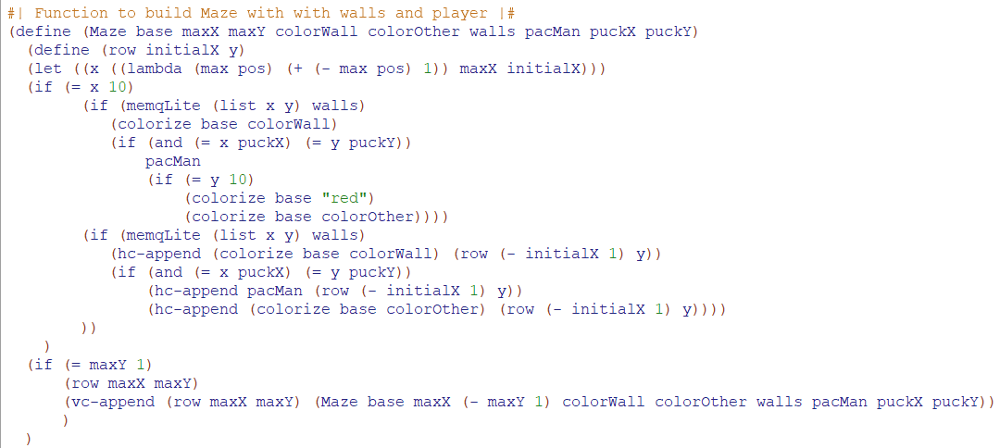 #| Function to build Maze with with walls and player |#
(define (Maze base maxX maxY colorWall colorOther walls pacMan puckX puckY)
  (define (row initialX y)
  (let ((x ((lambda (max pos) (+ (- max pos) 1)) maxX initialX)))
  (if (= x 10)
        (if (memqLite (list x y) walls)
           (colorize base colorWall)
           (if (and (= x puckX) (= y puckY))
               pacMan
               (if (= y 10)
                   (colorize base "red")
                   (colorize base colorOther))))
        (if (memqLite (list x y) walls)
           (hc-append (colorize base colorWall) (row (- initialX 1) y))
           (if (and (= x puckX) (= y puckY))
               (hc-append pacMan (row (- initialX 1) y))
               (hc-append (colorize base colorOther) (row (- initialX 1) y))))
        ))
    )
  (if (= maxY 1)
      (row maxX maxY)
      (vc-append (row maxX maxY) (Maze base maxX (- maxY 1) colorWall colorOther walls pacMan puckX puckY))
      )
  )